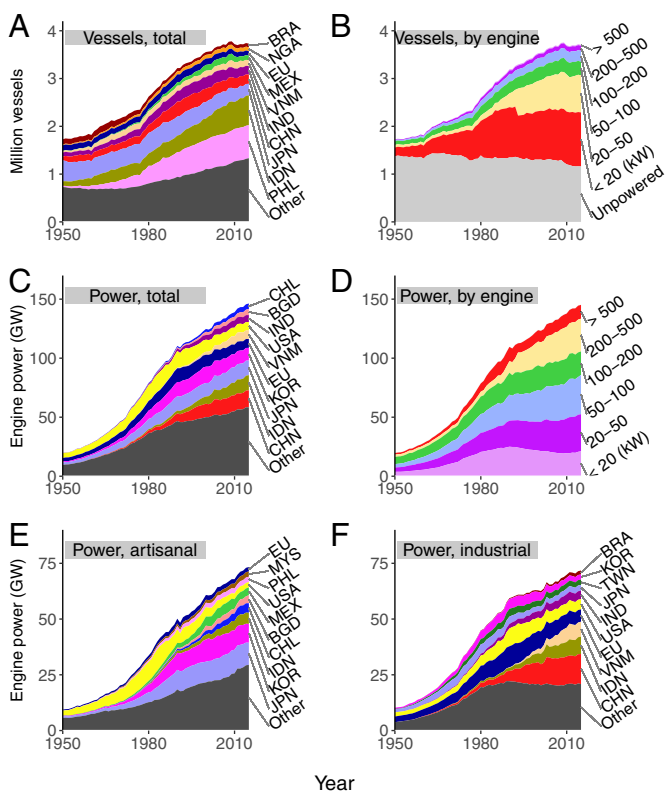 A
Vessels, total
Million vessels
4
3
2
1
0
1950
1980
2010
BRA
NGA
EU
MEX
VNM
IND
CHN
JPN
IDN
PHL
Other
B
Vessels, by engine
4
3
2
1
0
1950
1980
2010
> 500
200–500
100–200
50–100
20–50
< 20 (kW)
Unpowered
C
Power, total
Engine power (GW)
150
100
50
0
1950
1980
2010
CHL
BGD
IND
USA
VNM
EU
KOR
JPN
IDN
CHN
Other
D
Power, by engine
150
100
50
0
1950
1980
2010
> 500
200–500
100–200
50–100
20–50
< 20 (kW)
E
Power, artisanal
Engine power (GW)
75
50
25
0
1950
1980
2010
EU
MYS
PHL
USA
MEX
BGD
CHL
IDN
KOR
JPN
Other
F
Power, industrial
75
50
25
0
1950
1980
2010
BRA
KOR
TWN
JPN
IND
USA
EU
VNM
IDN
CHN
Other
Year